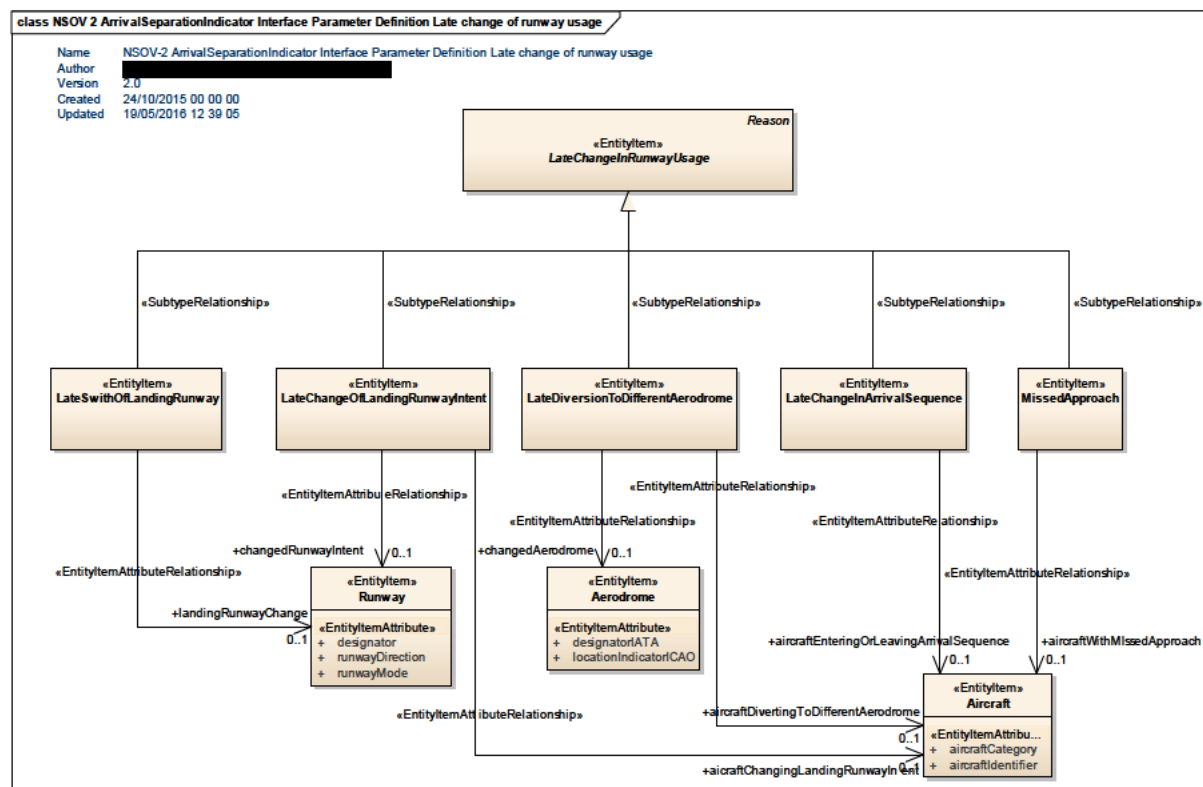 class NSOV 2 ArrivalSeparationIndicator Interface Parameter Definition Late change of runway usage
Name NSOV-2 ArrivalSeparationIndicator Interface Parameter Definition Late change of runway usage
Author
Version 2.0
Created 24/10/2015 00 00 00
Updated 19/05/2016 12 39 05
Reason
«EntityItem»
LateChangeInRunwayUsage
«SubtypeRelationship» «SubtypeRelationship» «SubtypeRelationship» «SubtypeRelationship» «SubtypeRelationship»
«EntityItem»
LateSwithOfLandingRunway
«EntityItem»
LateChangeOfLandingRunwayIntent
«EntityItem»
LateDiversionToDifferentAerodrome
«EntityItem»
LateChangeInArrivalSequence
«EntityItem»
MissedApproach
«EntityItemAttributeRelationship»
«EntityItemAttributeRelationship»
«EntityItemAttributeRelationship»
«EntityItemAttributeRelationship»
+changedRunwayIntent 0..1
+changedAerodrome 0..1
«EntityItemAttributeRelationship»
«EntityItemAttributeRelationship»
+landingRunwayChange
0..1
«EntityItem»
Runway
«EntityItemAttribute»
+ designator
+ runwayDirection
+ runwayMode
«EntityItem»
Aerodrome
«EntityItemAttribute»
+ designatorIATA
+ locationIndicatorICAO
+aircraftEnteringOrLeavingArrivalSequence
0..1
+aircraftWithMIssedApproach
0..1
«EntityItemAttributeRelationship»
+aircraftDivertingToDifferentAerodrome
0..1
+aicraftChangingLandingRunwayIntent
0..1
«EntityItem»
Aircraft
«EntityItemAttribu...
+ aircraftCategory
+ aircraftIdentifier